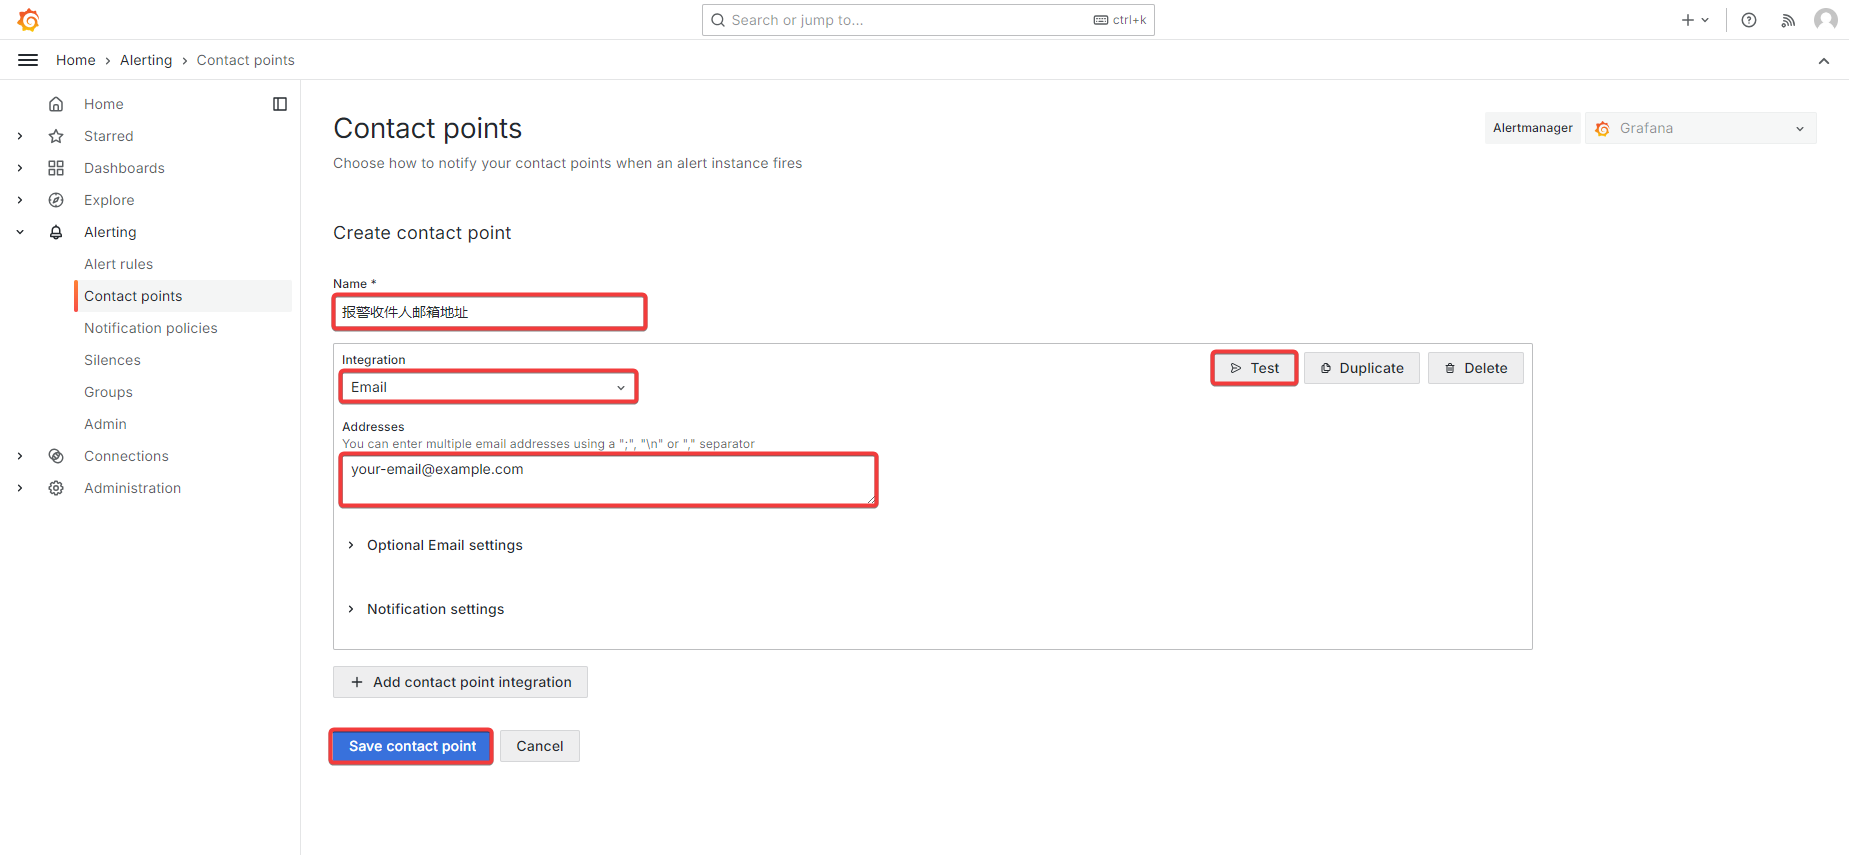 Search or jump to...
ctrl+k
Home
Alerting
Contact points
Home
Starred
Dashboards
Explore
Alerting
Alert rules
Contact points
Notification policies
Silences
Groups
Admin
Connections
Administration
Contact points
Choose how to notify your contact points when an alert instance fires
Alertmanager
Grafana
Create contact point
Name *
报警收件人邮箱地址
Integration
Email
Test
Duplicate
Delete
Addresses
You can enter multiple email addresses using a ";", "\n" or "," separator
your-email@example.com
Optional Email settings
Notification settings
Add contact point integration
Save contact point
Cancel